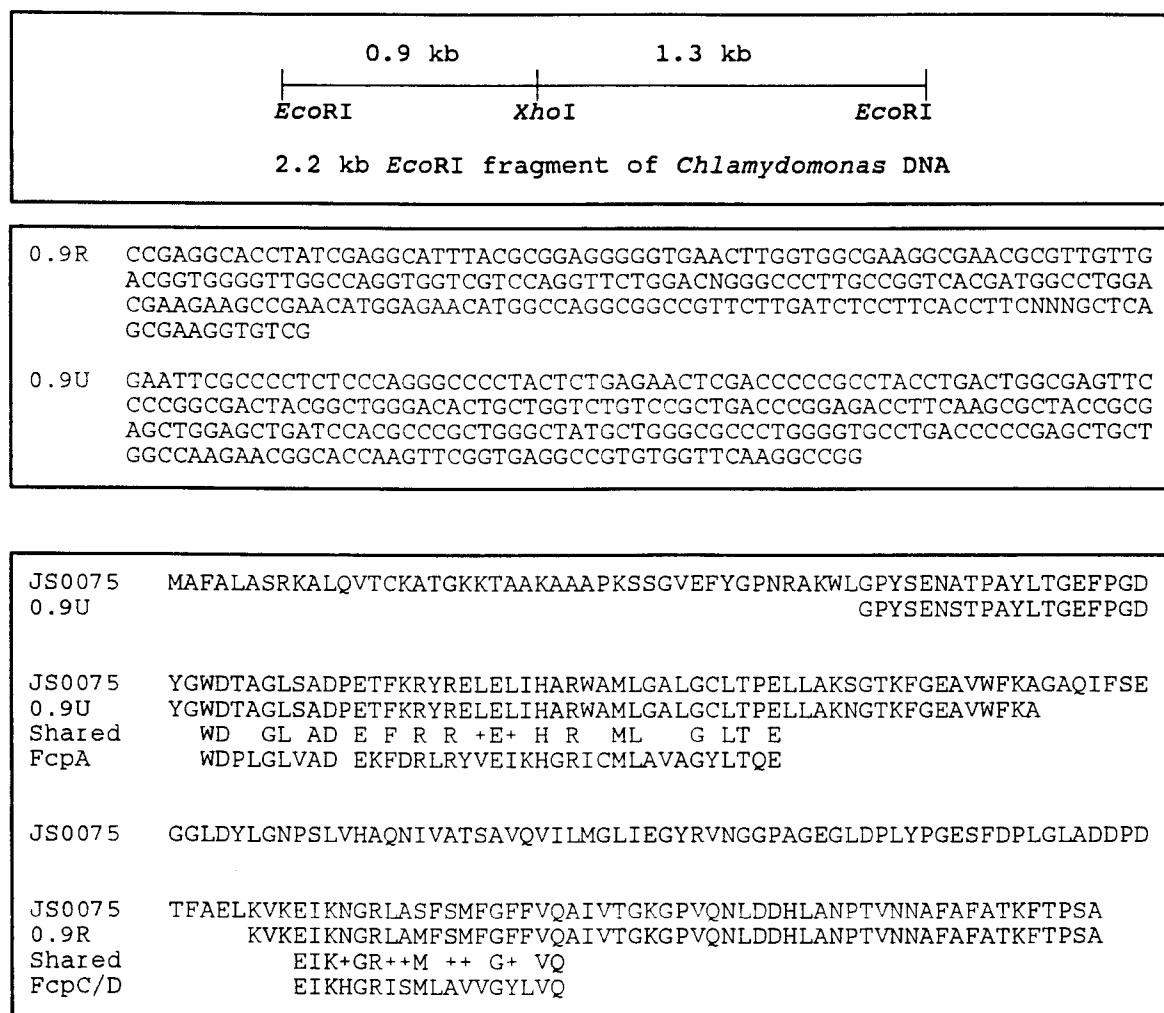 0.9 kb 1.3 kb
EcoRI XhoI EcoRI
2.2 kb EcoRI fragment of Chlamydomonas DNA
0.9R CCGAGGCACCTATCGAGGCATTTACGCGGAGGGGGTGAACTTGGTGGCGAAGGCGAACGCGTTGTTG
ACGGTGGGGTTGGCCAGGTGGTCGTCCAGGTTCTGGACNGGGCCCTTGCCGGTCACGATGGCCTGGA
CGAAGAAGCCGAACATGGAGAACATGGCCAGGCGGCCGTTCTTGATCTCCTTCACCTTCNNNGCTCA
GCGAAGGTGTCG
0.9U GAATTCGCCCCTCTCCCAGGGCCCCTACTCTGAGAACTCGACCCCCGCCTACCTGACTGGCGAGTTC
CCCGGCGACTACGGCTGGGACACTGCTGGTCTGTCCGCTGACCCGGAGACCTTCAAGCGCTACCGCG
AGCTGGAGCTGATCCACGCCCGCTGGGCTATGCTGGGCGCCCTGGGGTGCCTGACCCCCGAGCTGCT
GGCCAAGAACGGCACCAAGTTCGGTGAGGCCGTGTGGTTCAAGGCCGG
JS0075 MAFALASRKALQVTCKATGKKTAAKAAAPKSSGVEFYGPNRAKWLGPYSENATPAYLTGEFPGD
0.9U GPYSENSTPAYLTGEFPGD
JS0075 YGWDTAGLSADPETFKRYRELELIHARWAMLGALGCLTPELLAKSGTKFGEAVWFKAGAQIFSE
0.9U YGWDTAGLSADPETFKRYRELELIHARWAMLGALGCLTPELLAKNGTKFGEAVWFKA
Shared WD GL AD E F R R +E+ H R ML G LT E
FcpA WDPLGLVAD EKFDRLRYVEIKHGRICMLAVAGYLTQE
JS0075 GGLDYLGNPSLVHAQNIVATSAVQVILMGLIEGYRVNGGPAGEGLDPLYPGESFDPLGLADDPD
JS0075 TFAELKVKEIKNGRLASFSMFGFFVQAIVTGKGPVQNLDDHLANPTVNNAFAFATKFTPSA
0.9R KVKEIKNGRLAMFSMFGFFVQAIVTGKGPVQNLDDHLANPTVNNAFAFATKFTPSA
Shared EIK+GR++M ++ G+ VQ
FcpC/D EIKHGRISMLAVVGYLVQ